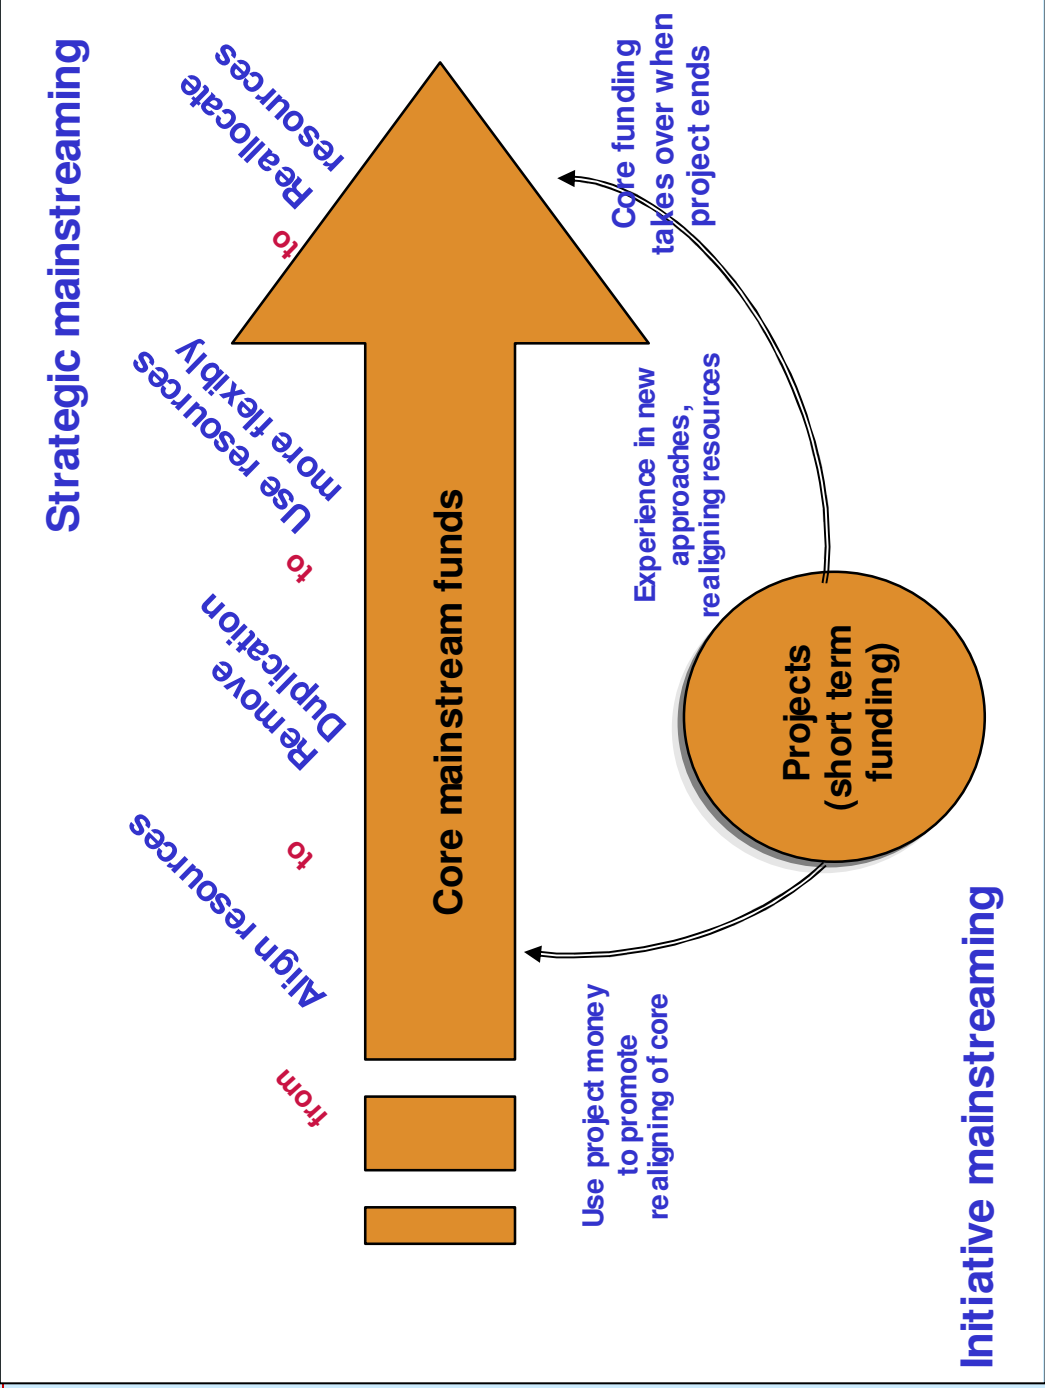 Strategic mainstreaming
from
Align resources
to
Remove
Duplication
to
Use resources
more flexibly
to
Reallocate
resources
Core mainstream funds
Use project money
to promote
realigning of core
Experience in new
approaches,
realigning resources
Core funding
takes over when
project ends
Projects
(short term
funding)
Initiative mainstreaming